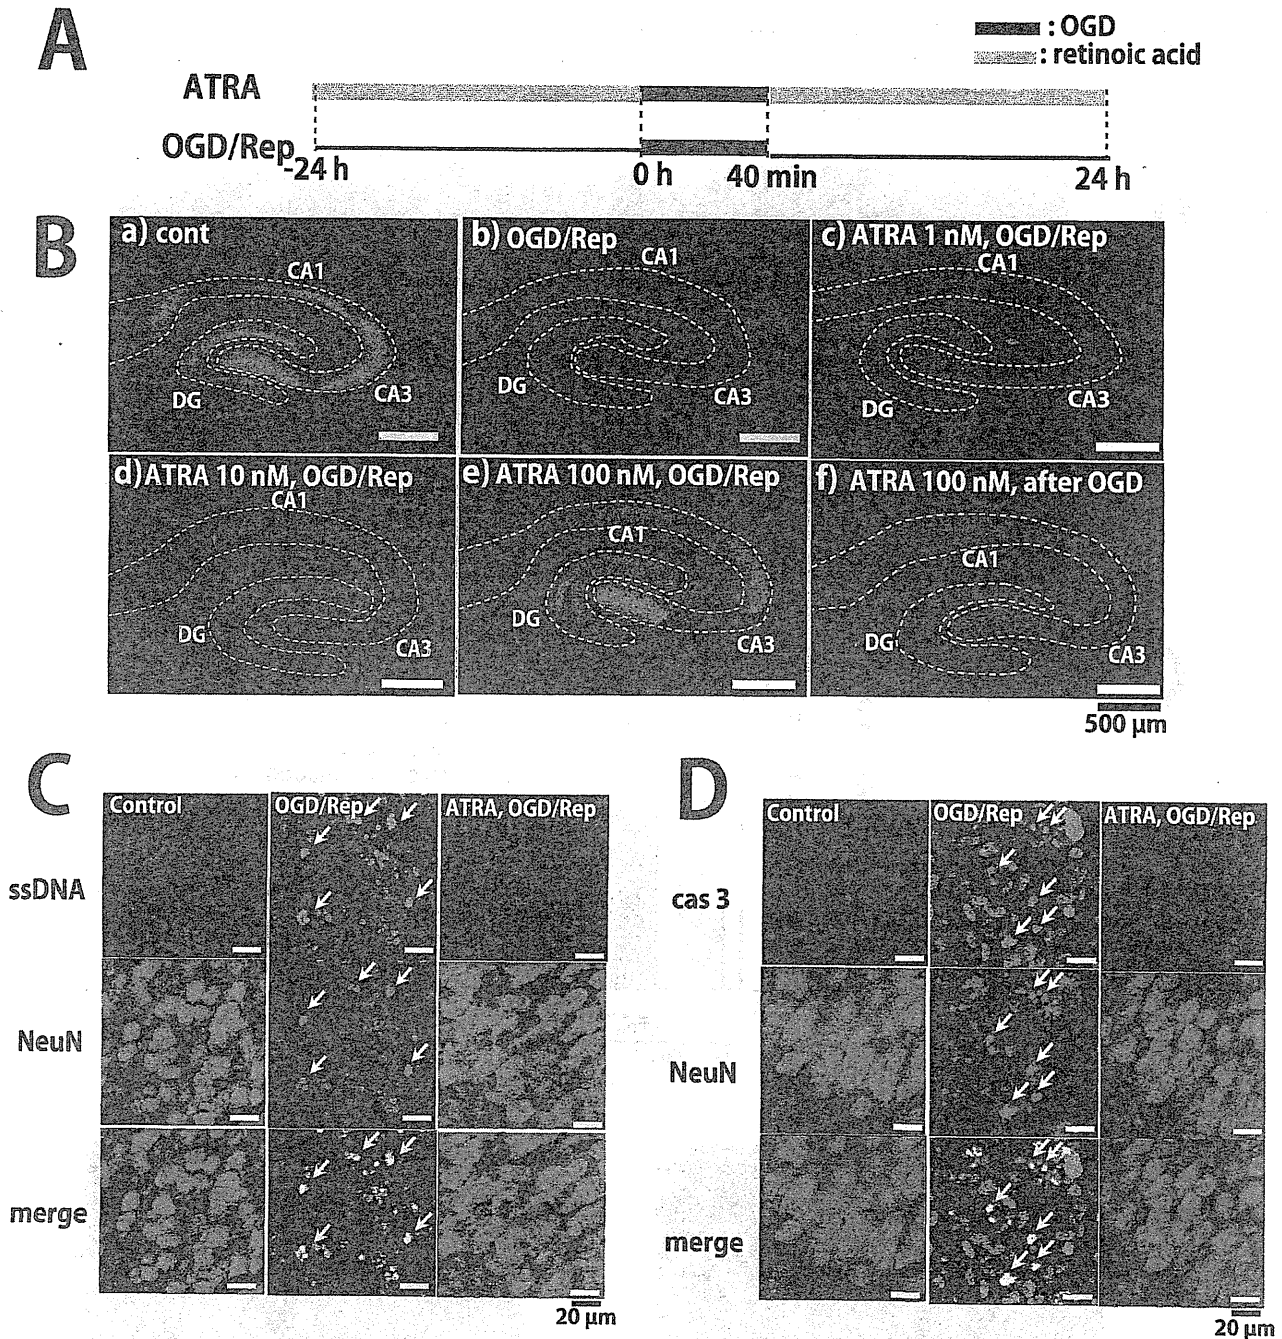 A
: OGD
: retinoic acid
ATRA
OGD/Rep
-24 h
0 h
40 min
24 h
B
a) cont
CA1
DG
CA3
b) OGD/Rep
CA1
DG
CA3
c) ATRA 1 nM, OGD/Rep
CA1
DG
CA3
d) ATRA 10 nM, OGD/Rep
CA1
DG
CA3
e) ATRA 100 nM, OGD/Rep
CA1
DG
CA3
f) ATRA 100 nM, after OGD
CA1
DG
CA3
500 µm
C
Control
OGD/Rep
ATRA, OGD/Rep
ssDNA
NeuN
merge
20 µm
D
Control
OGD/Rep
ATRA, OGD/Rep
cas 3
NeuN
merge
20 µm